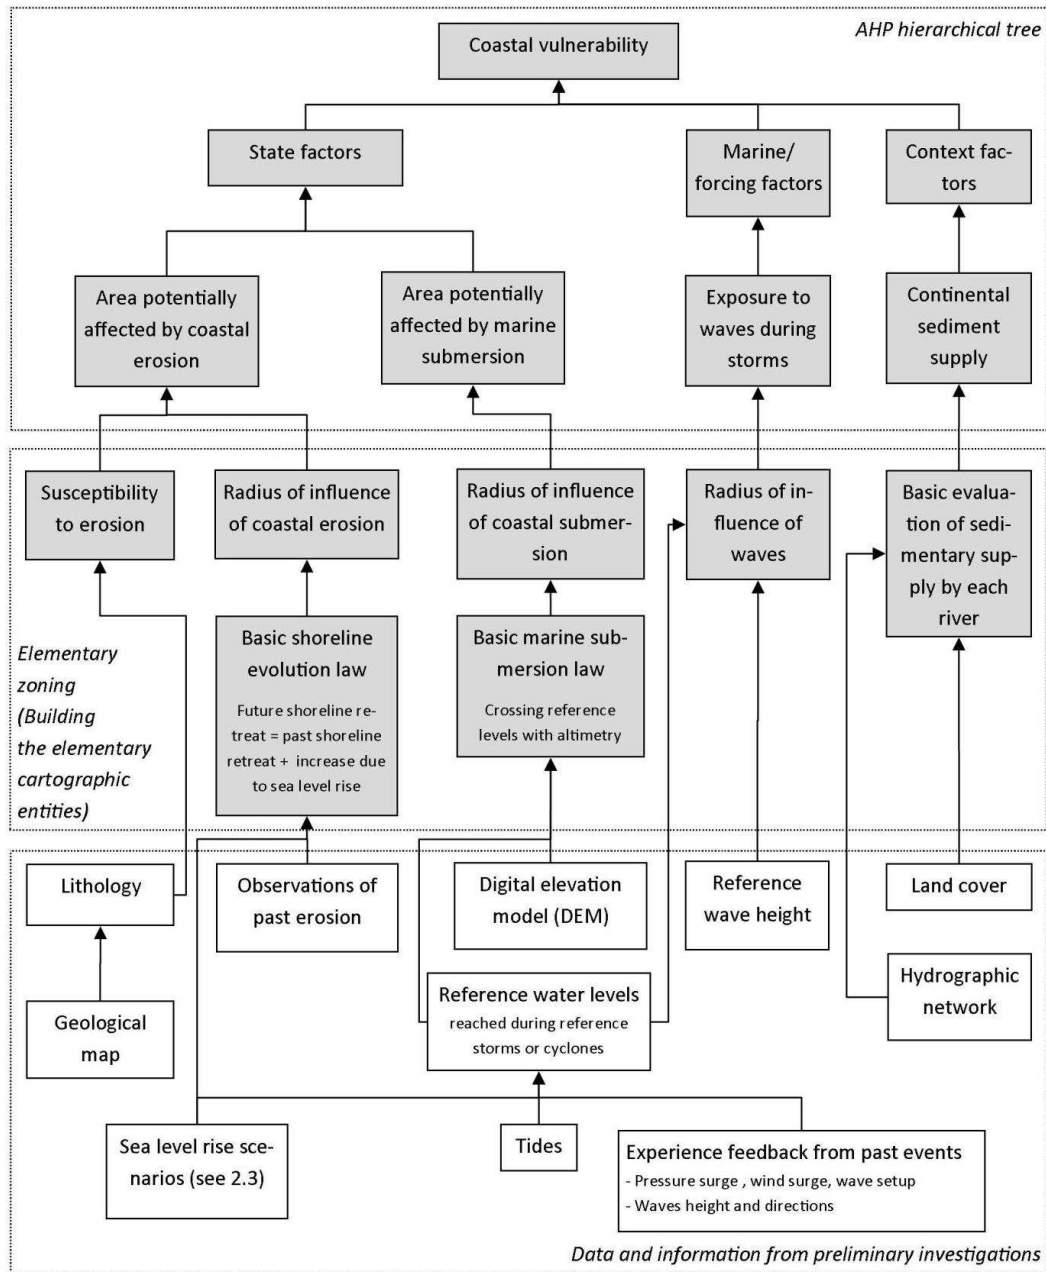 AHP hierarchical tree
Coastal vulnerability
State factors
Marine/
forcing factors
Context fac-
tors
Area potentially
affected by coastal
erosion
Area potentially
affected by marine
submersion
Exposure to
waves during
storms
Continental
sediment
supply
Susceptibility
to erosion
Radius of influence
of coastal erosion
Radius of influence
of coastal submer-
sion
Radius of in-
fluence of
waves
Basic evalua-
tion of sedi-
mentary sup-
ply by each
river
Elementary
zoning
(Building
the elementary
cartographic
entities)
Basic shoreline
evolution law
Future shoreline re-
treat = past shoreline
retreat + increase due
to sea level rise
Basic marine sub-
mersion law
Crossing reference
levels with altimetry
Lithology
Observations of
past erosion
Digital elevation
model (DEM)
Reference
wave height
Land cover
Geological
map
Reference water levels
reached during reference
storms or cyclones
Hydrographic
network
Sea level rise sce-
narios (see 2.3)
Tides
Experience feedback from past events
- Pressure surge , wind surge, wave setup
- Waves height and directions
Data and information from preliminary investigations